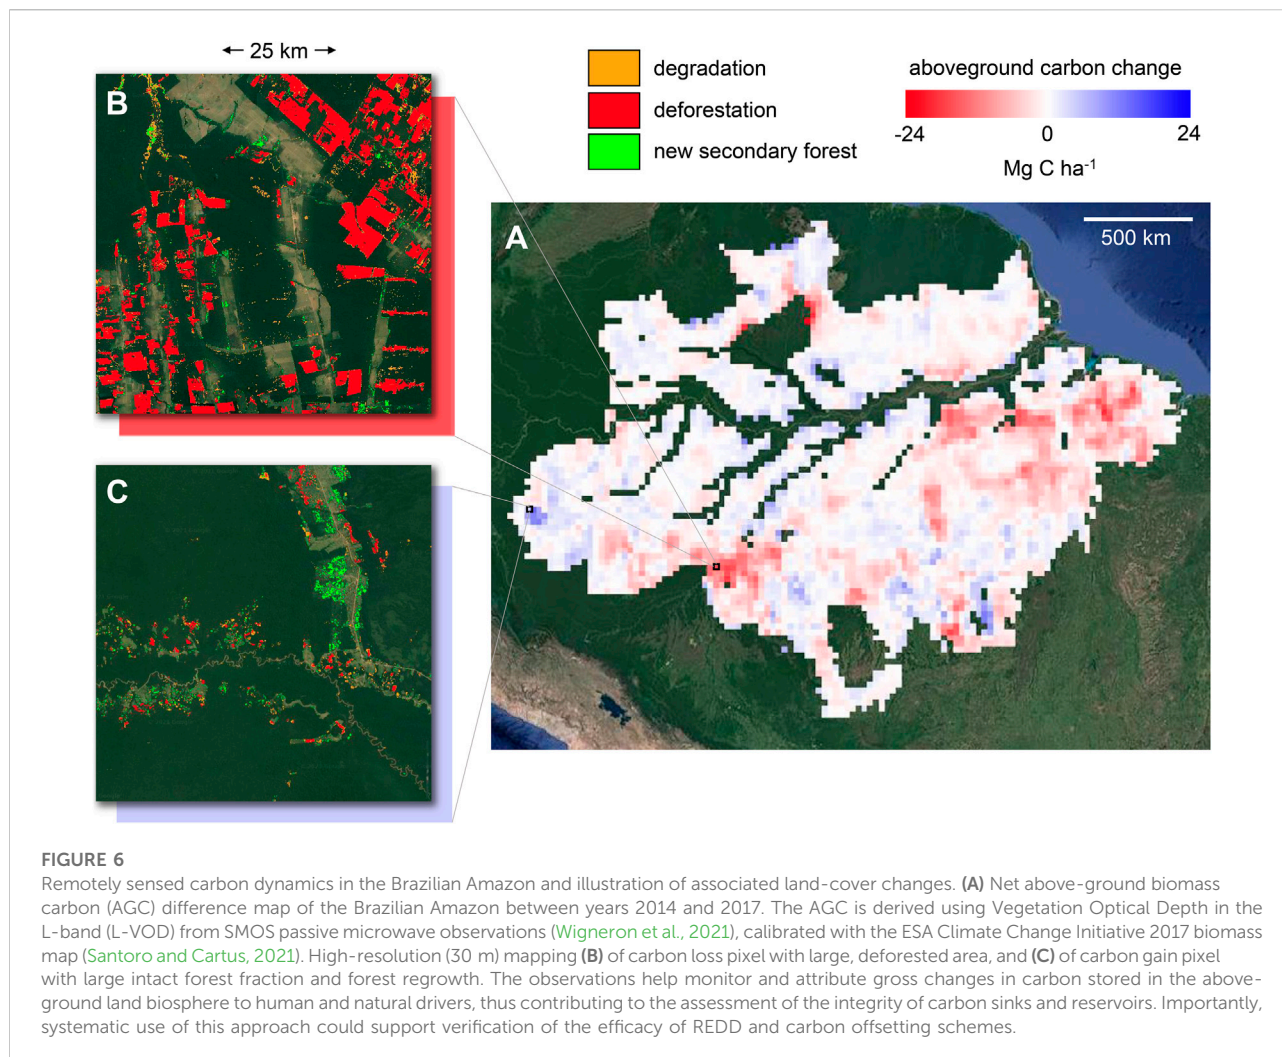 25 km
B
degradation
deforestation
new secondary forest
aboveground carbon change
-24 0 24
Mg C ha-1
A
500 km
C
FIGURE 6
Remotely sensed carbon dynamics in the Brazilian Amazon and illustration of associated land-cover changes. (A) Net above-ground biomass
carbon (AGC) difference map of the Brazilian Amazon between years 2014 and 2017. The AGC is derived using Vegetation Optical Depth in the
L-band (L-VOD) from SMOS passive microwave observations (Wigneron et al., 2021), calibrated with the ESA Climate Change Initiative 2017 biomass
map (Santoro and Cartus, 2021). High-resolution (30 m) mapping (B) of carbon loss pixel with large, deforested area, and (C) of carbon gain pixel
with large intact forest fraction and forest regrowth. The observations help monitor and attribute gross changes in carbon stored in the above-
ground land biosphere to human and natural drivers, thus contributing to the assessment of the integrity of carbon sinks and reservoirs. Importantly,
systematic use of this approach could support verification of the efficacy of REDD and carbon offsetting schemes.